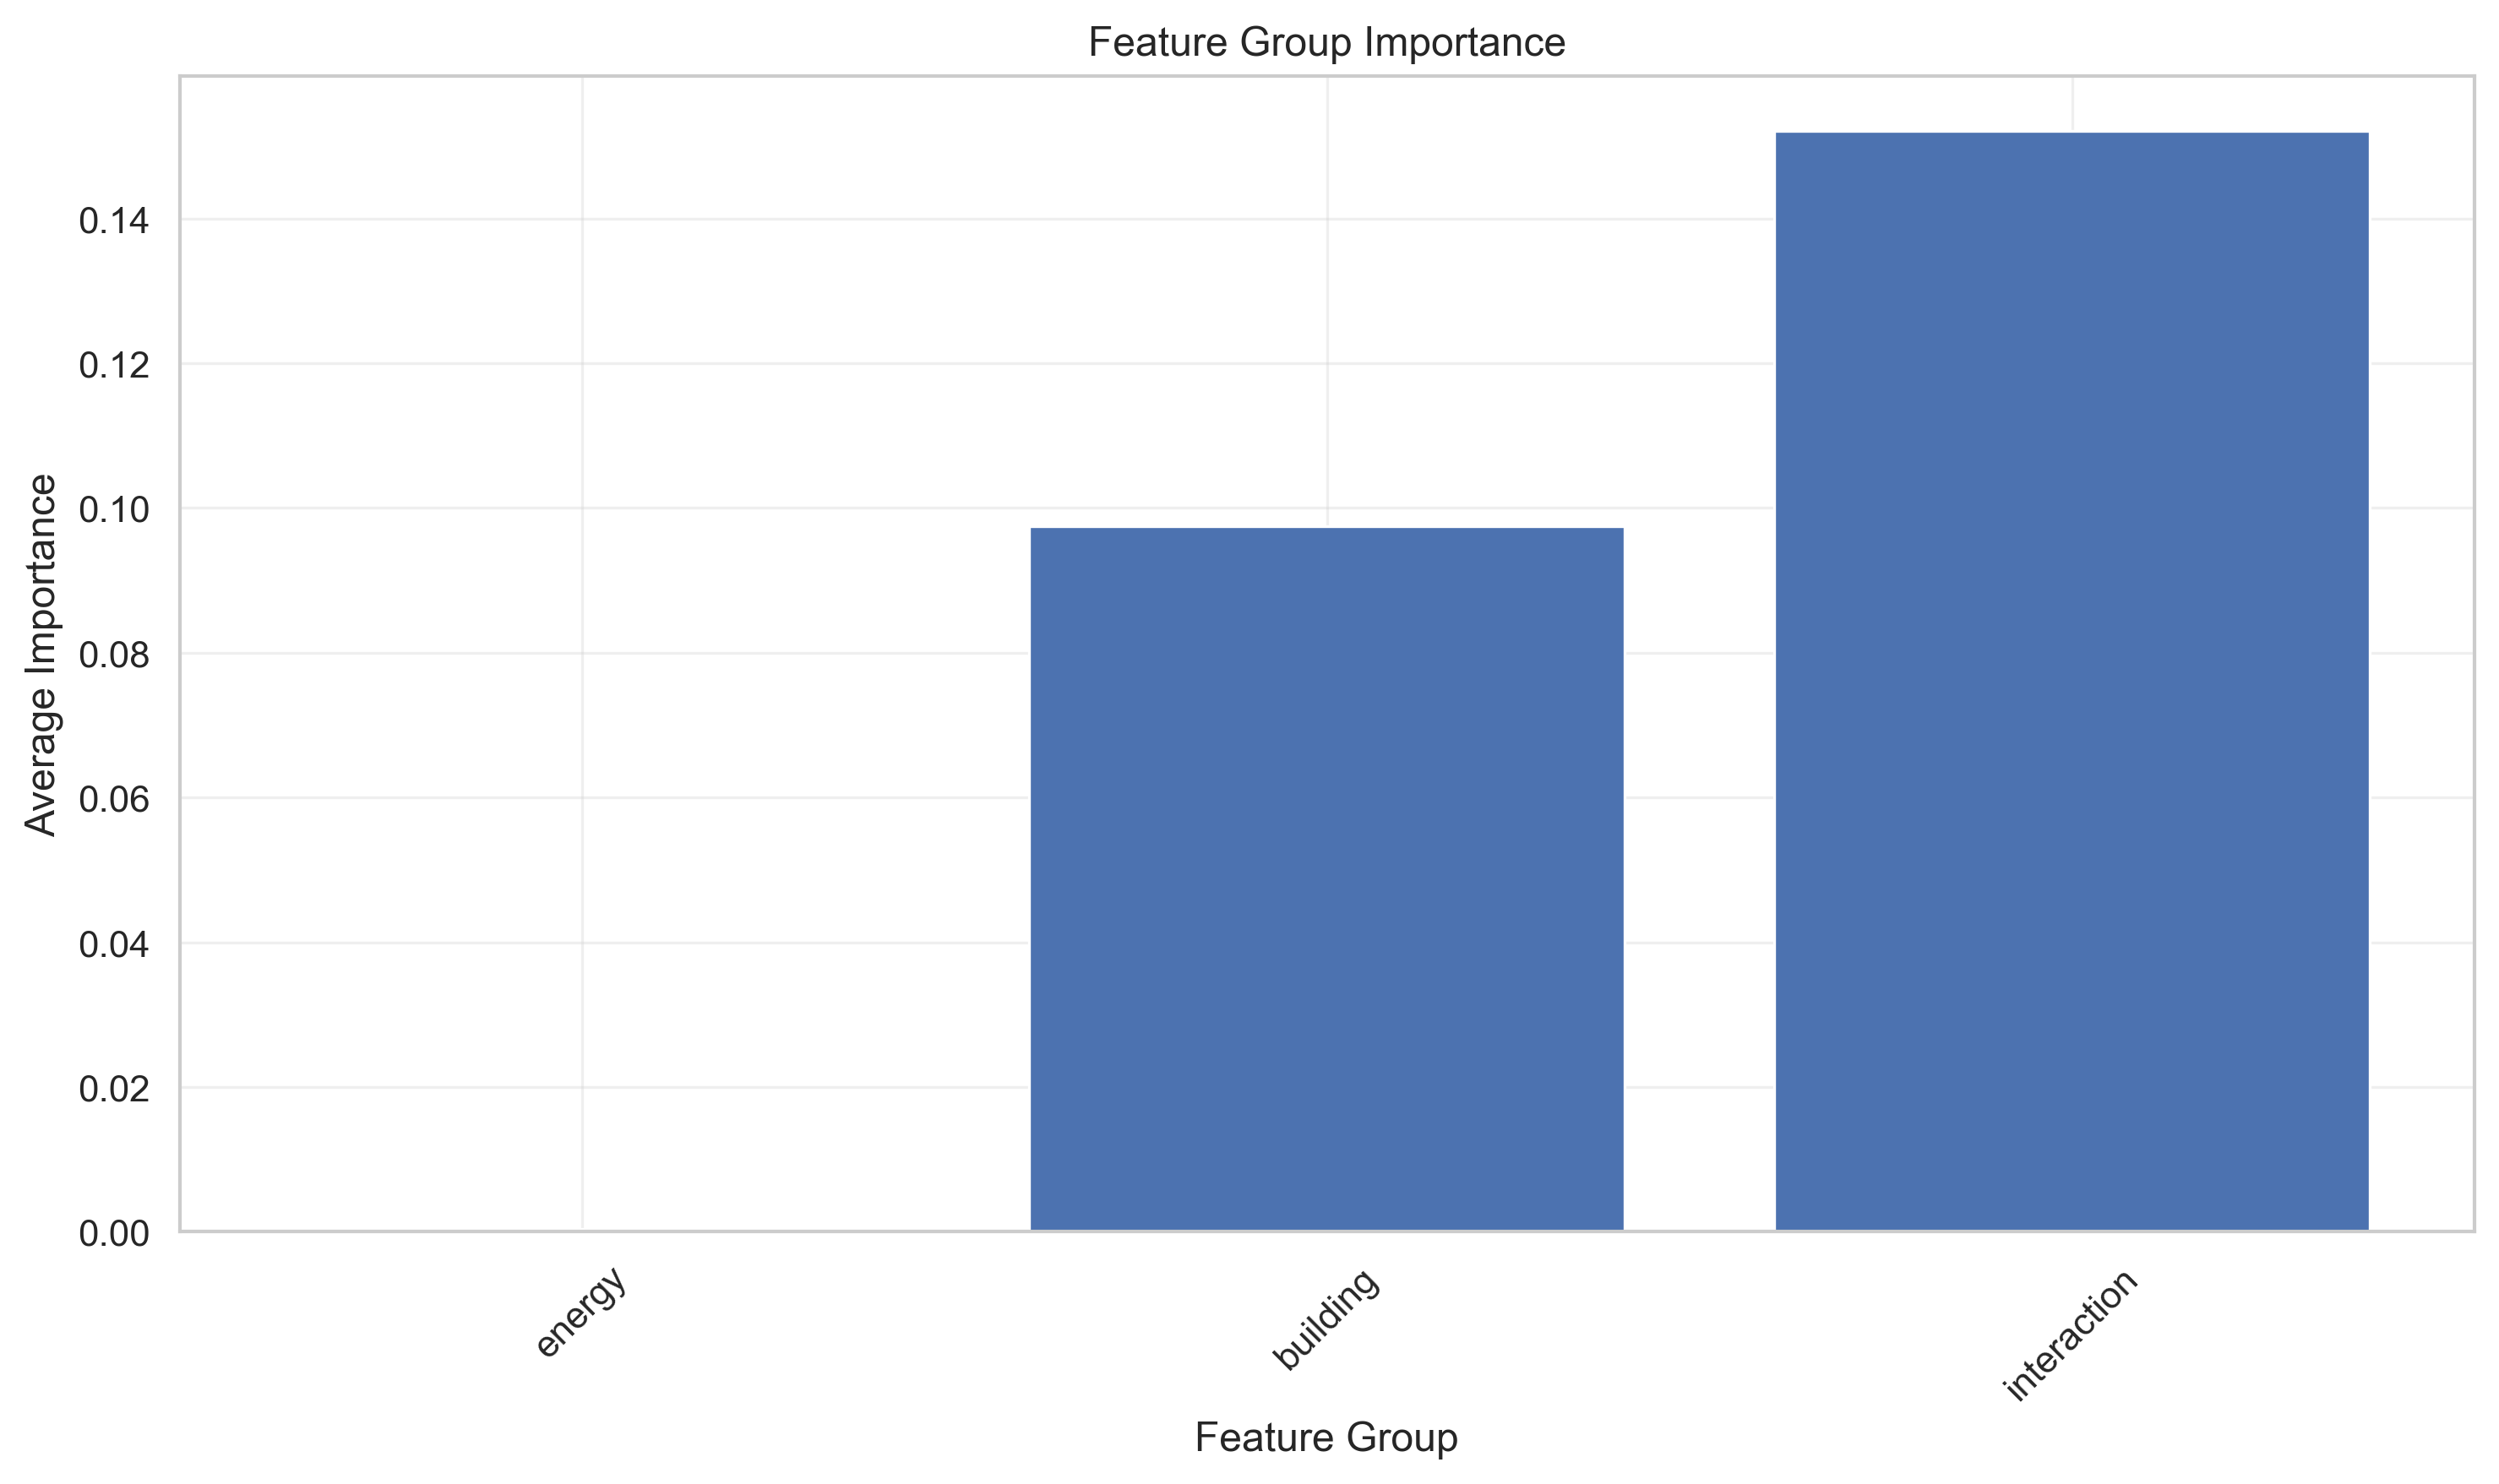 Feature Group Importance
Average Importance
0.14
0.12
0.10
0.08
0.06
0.04
0.02
0.00
energy
building
interaction
Feature Group